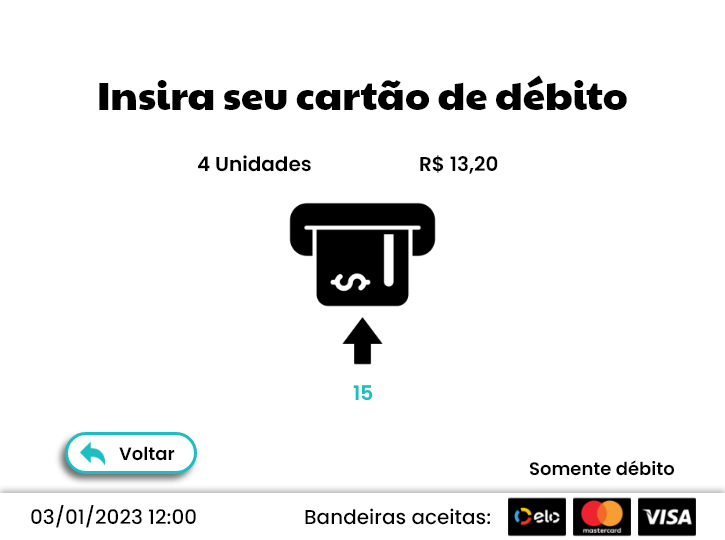 Insira seu cartão de débito
4 Unidades R$ 13,20
$
15
Voltar
Somente débito
03/01/2023 12:00 Bandeiras aceitas: elo mastercard VISA